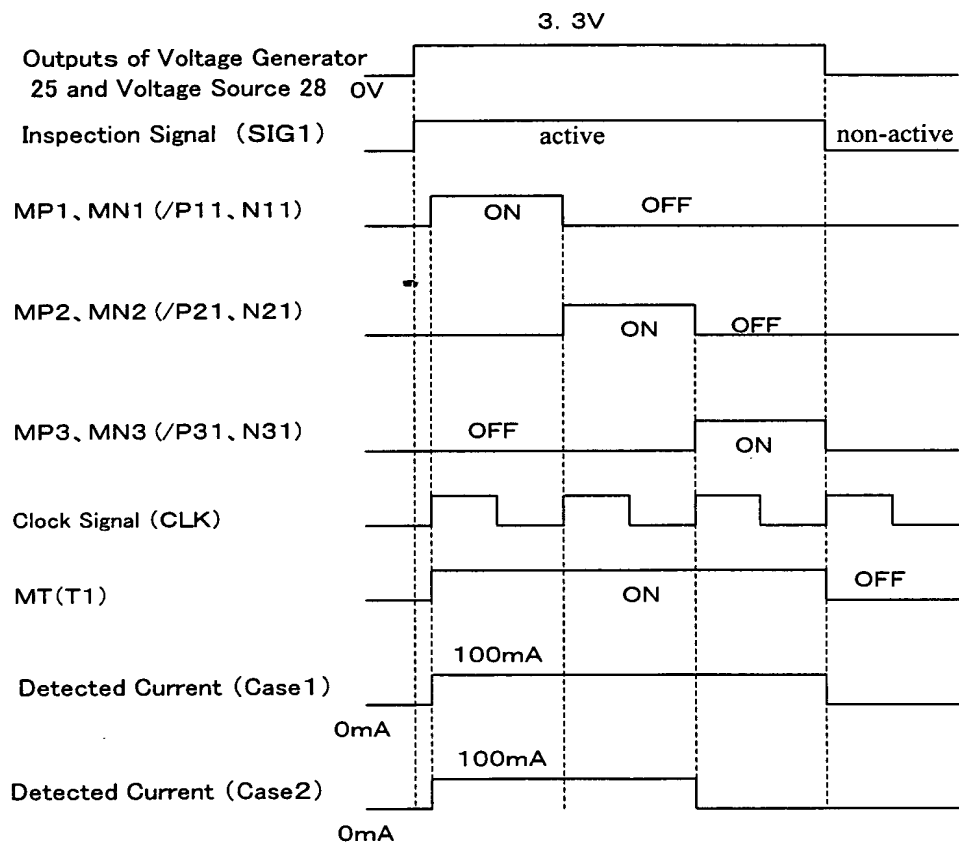 3. 3V
Outputs of Voltage Generator
25 and Voltage Source 28 0V
Inspection Signal (SIG1) active non-active
MP1、MN1 (/P11、N11) ON OFF
MP2、MN2 (/P21、N21) ON OFF
MP3、MN3 (/P31、N31) OFF ON
Clock Signal (CLK)
MT(T1) ON OFF
100mA
Detected Current (Case1)
0mA
100mA
Detected Current (Case2)
0mA